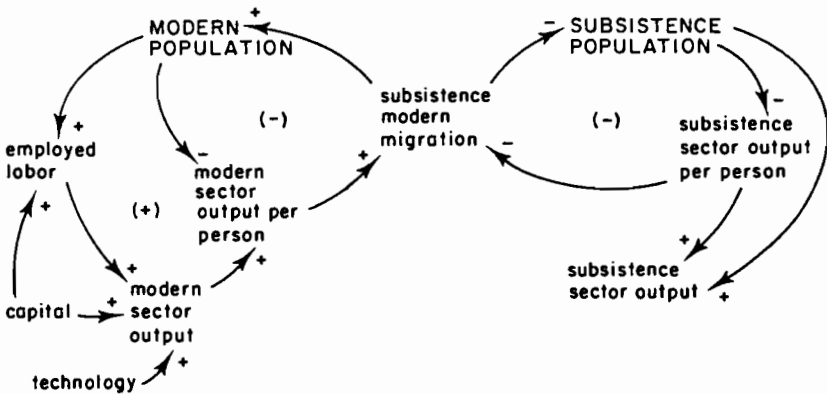 +
MODERN
POPULATION
-
SUBSISTENCE
POPULATION
subsistence
modern
migration
(-)
(-)
-
+
employed
labor
+
-
modern
sector
output per
person
+
-
subsistence
sector output
per person
(+)
+
+
+
subsistence
sector output
+
capital
+
modern
sector
output
+
technology